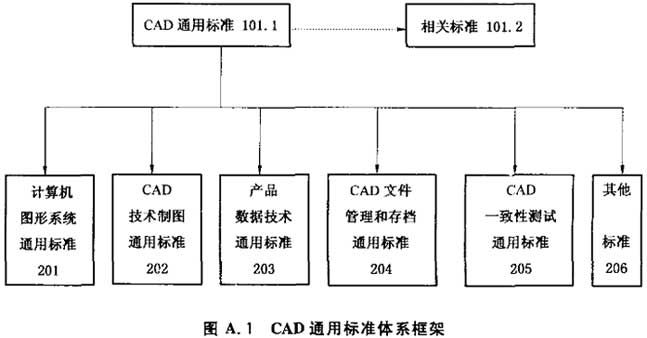 CAD 通用标准 101.1
相关标准 101.2
计算机
图形系统
通用标准
201
CAD
技术制图
通用标准
202
产品
数据技术
通用标准
203
CAD 文件
管理和存档
通用标准
204
CAD
一致性测试
通用标准
205
其他
标准
206
图 A.1 CAD 通用标准体系框架